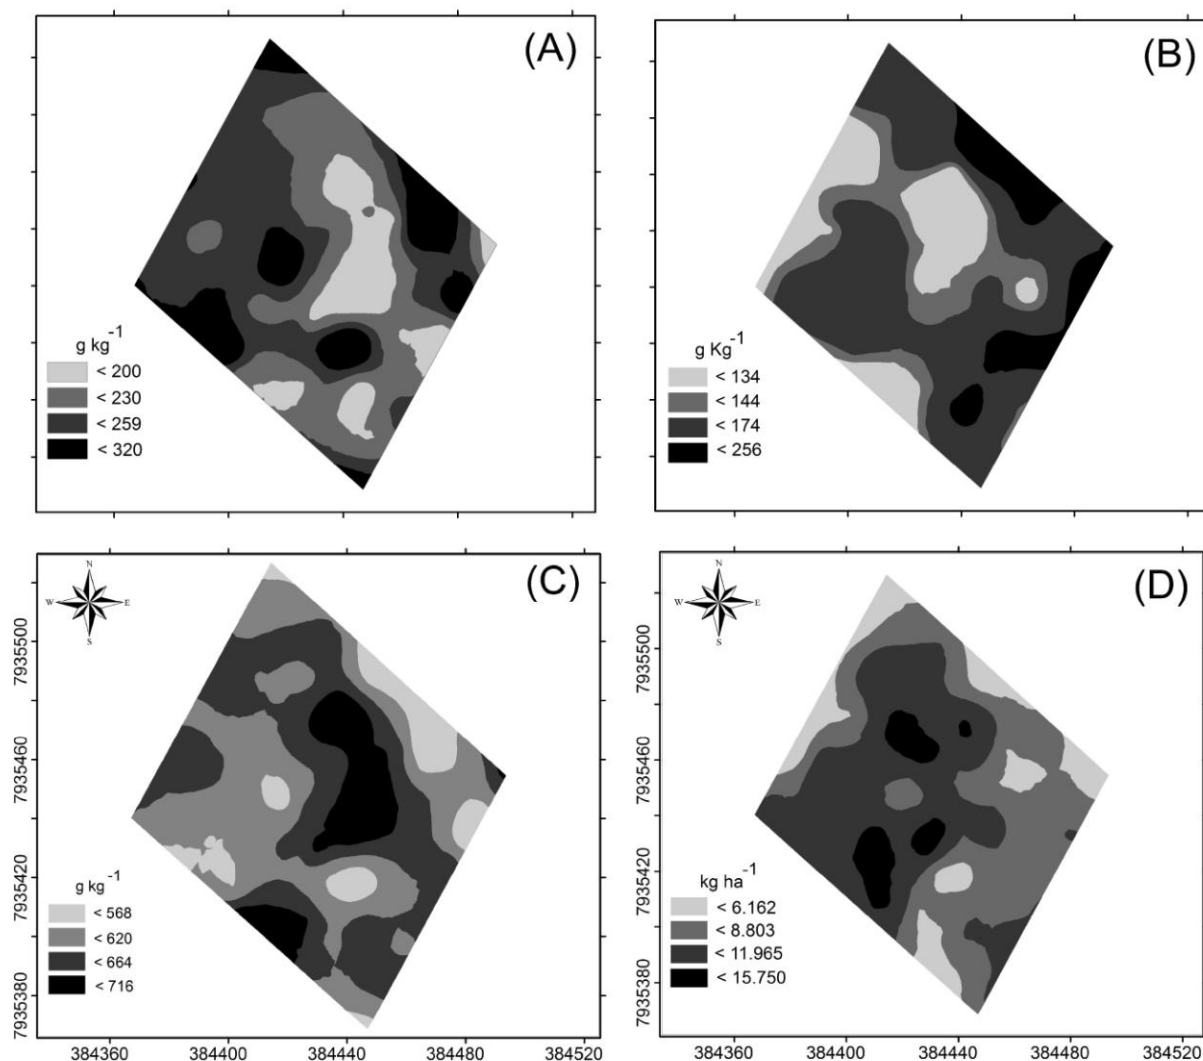 (A)
g kg-1
< 200
< 230
< 259
< 320
(B)
g Kg-1
< 134
< 144
< 174
< 256
(C)
N
W E
S
7935500
7935460
7935420
7935380
g kg-1
< 568
< 620
< 664
< 716
384360 384400 384440 384480 384520
(D)
N
W E
S
7935500
7935460
7935420
7935380
kg ha-1
< 6.162
< 8.803
< 11.965
< 15.750
384360 384400 384440 384480 384520